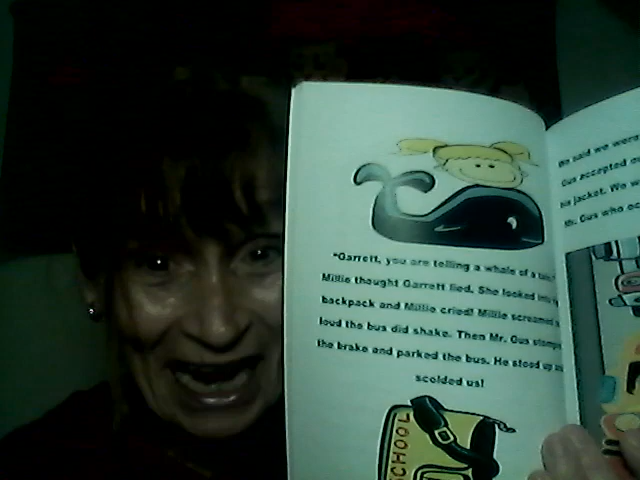 "Garrett, you are telling a whale of a
Millie thought Garrett lied. She looked
backpack and Millie cried! Millie screamed
loud the bus did shake. Then Mr. Gus
the brake and parked the bus. He stood up
scolded us!
SCHOOL
He said we were
Gus accepted
his jacket. We
Mr. Gus who